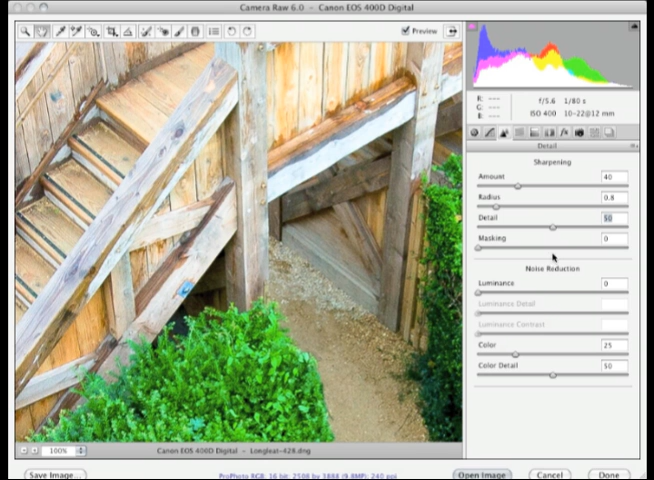 Camera Raw 6.0 - Canon EOS 400D Digital
Preview
R: ---
G: ---
B: ---
f/5.6 1/80 s
ISO 400 10-22@12 mm
Detail
Sharpening
Amount 40
Radius 0.8
Detail 50
Masking 0
Noise Reduction
Luminance 0
Luminance Detail
Luminance Contrast
Color 25
Color Detail 50
100%
Canon EOS 400D Digital - Longleat-428.dng
Save Image...
ProPhoto RGB; 16 bit; 2508 by 3888 (9.8MP); 240 ppi
Open Image
Cancel
Done